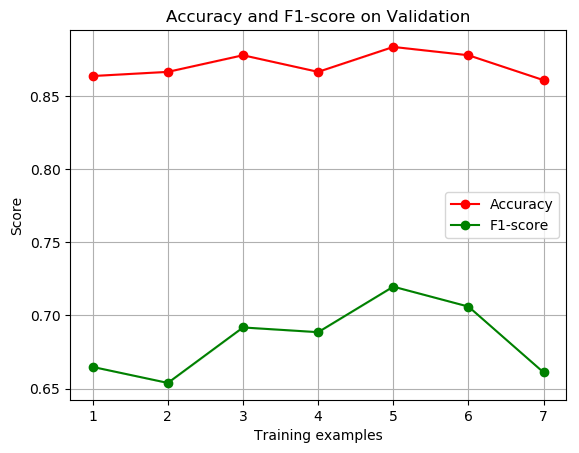 Accuracy and F1-score on Validation
Score
0.85
0.80
0.75
0.70
0.65
Accuracy
F1-score
1 2 3 4 5 6 7
Training examples